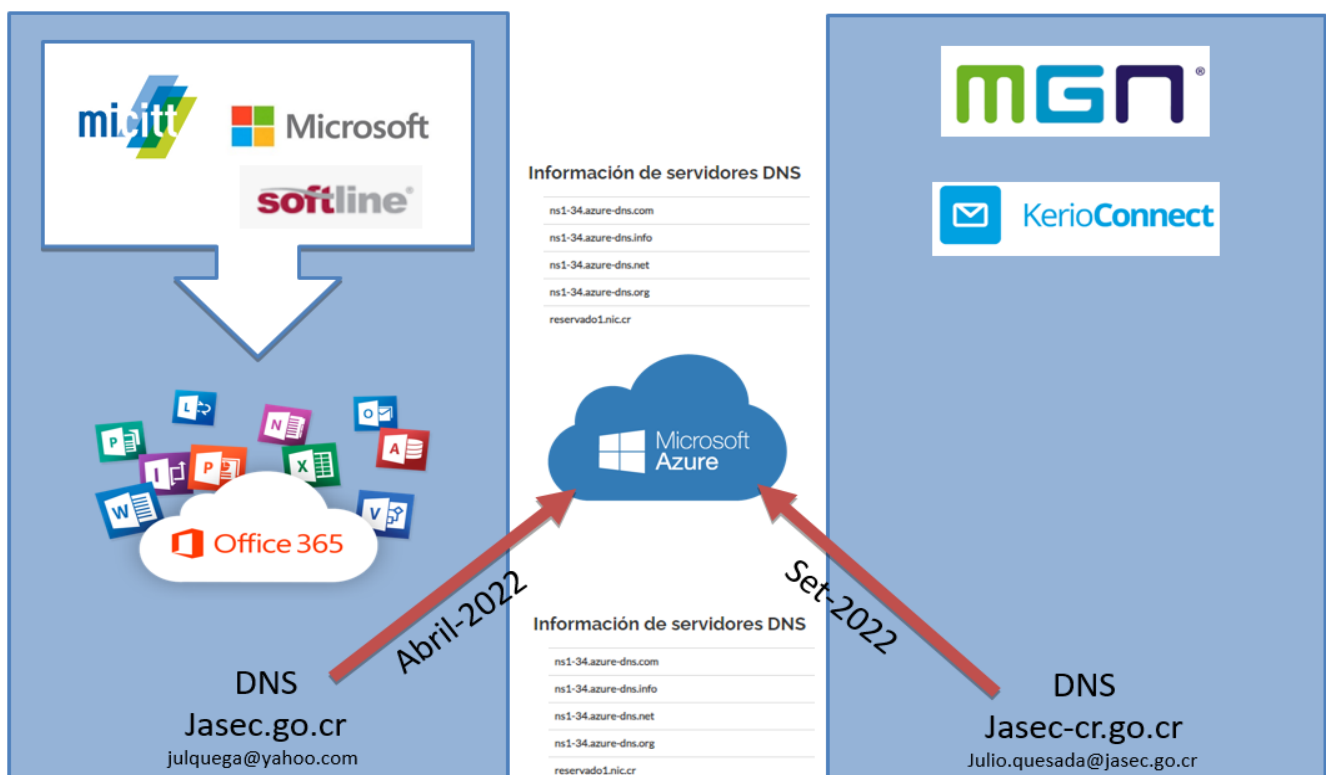 mi.citt
Microsoft
softline®
L
P
N
O
A
I
P
X
W
V
Office 365
DNS
Jasec.go.cr
julquega@yahoo.com
Abril-2022
Información de servidores DNS
ns1-34.azure-dns.com
ns1-34.azure-dns.info
ns1-34.azure-dns.net
ns1-34.azure-dns.org
reservado1.nic.cr
Microsoft
Azure
Información de servidores DNS
ns1-34.azure-dns.com
ns1-34.azure-dns.info
ns1-34.azure-dns.net
ns1-34.azure-dns.org
reservado1.nic.cr
MGN®
KerioConnect
Set-2022
DNS
Jasec-cr.go.cr
Julio.quesada@jasec.go.cr